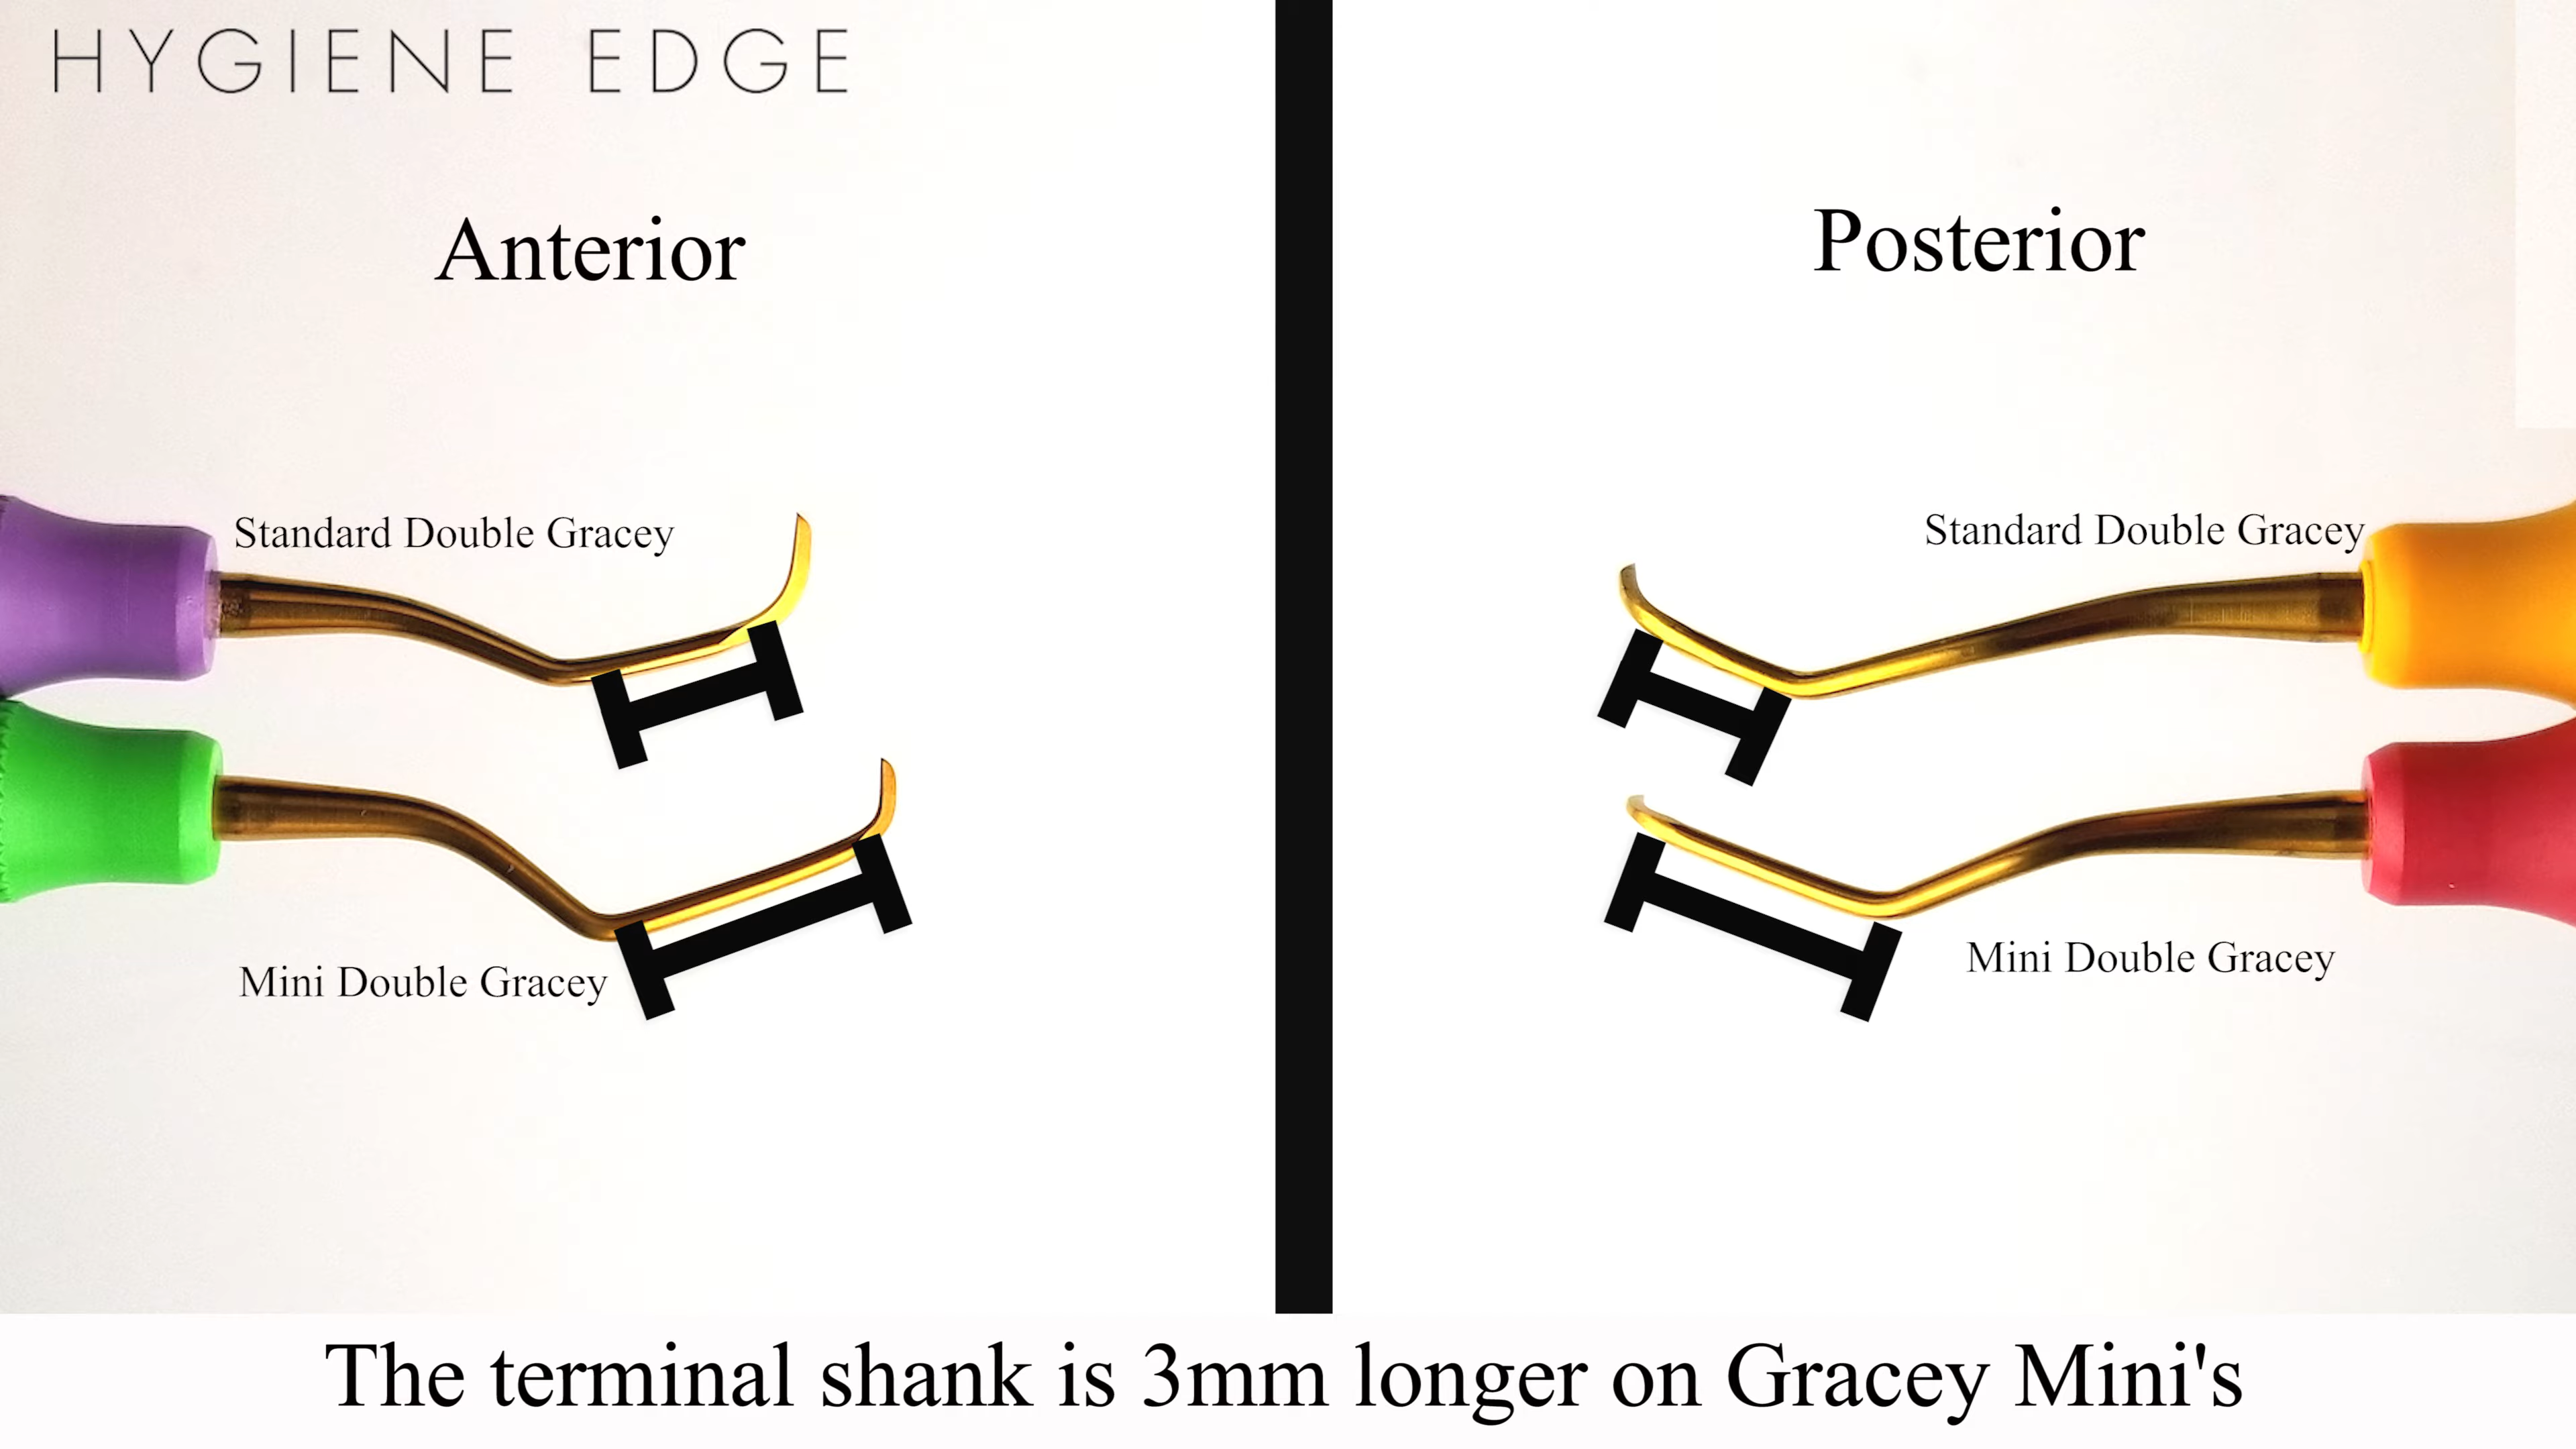 HYGIENE EDGE
Anterior
Standard Double Gracey
Mini Double Gracey
Posterior
Standard Double Gracey
Mini Double Gracey
The terminal shank is 3mm longer on Gracey Mini's